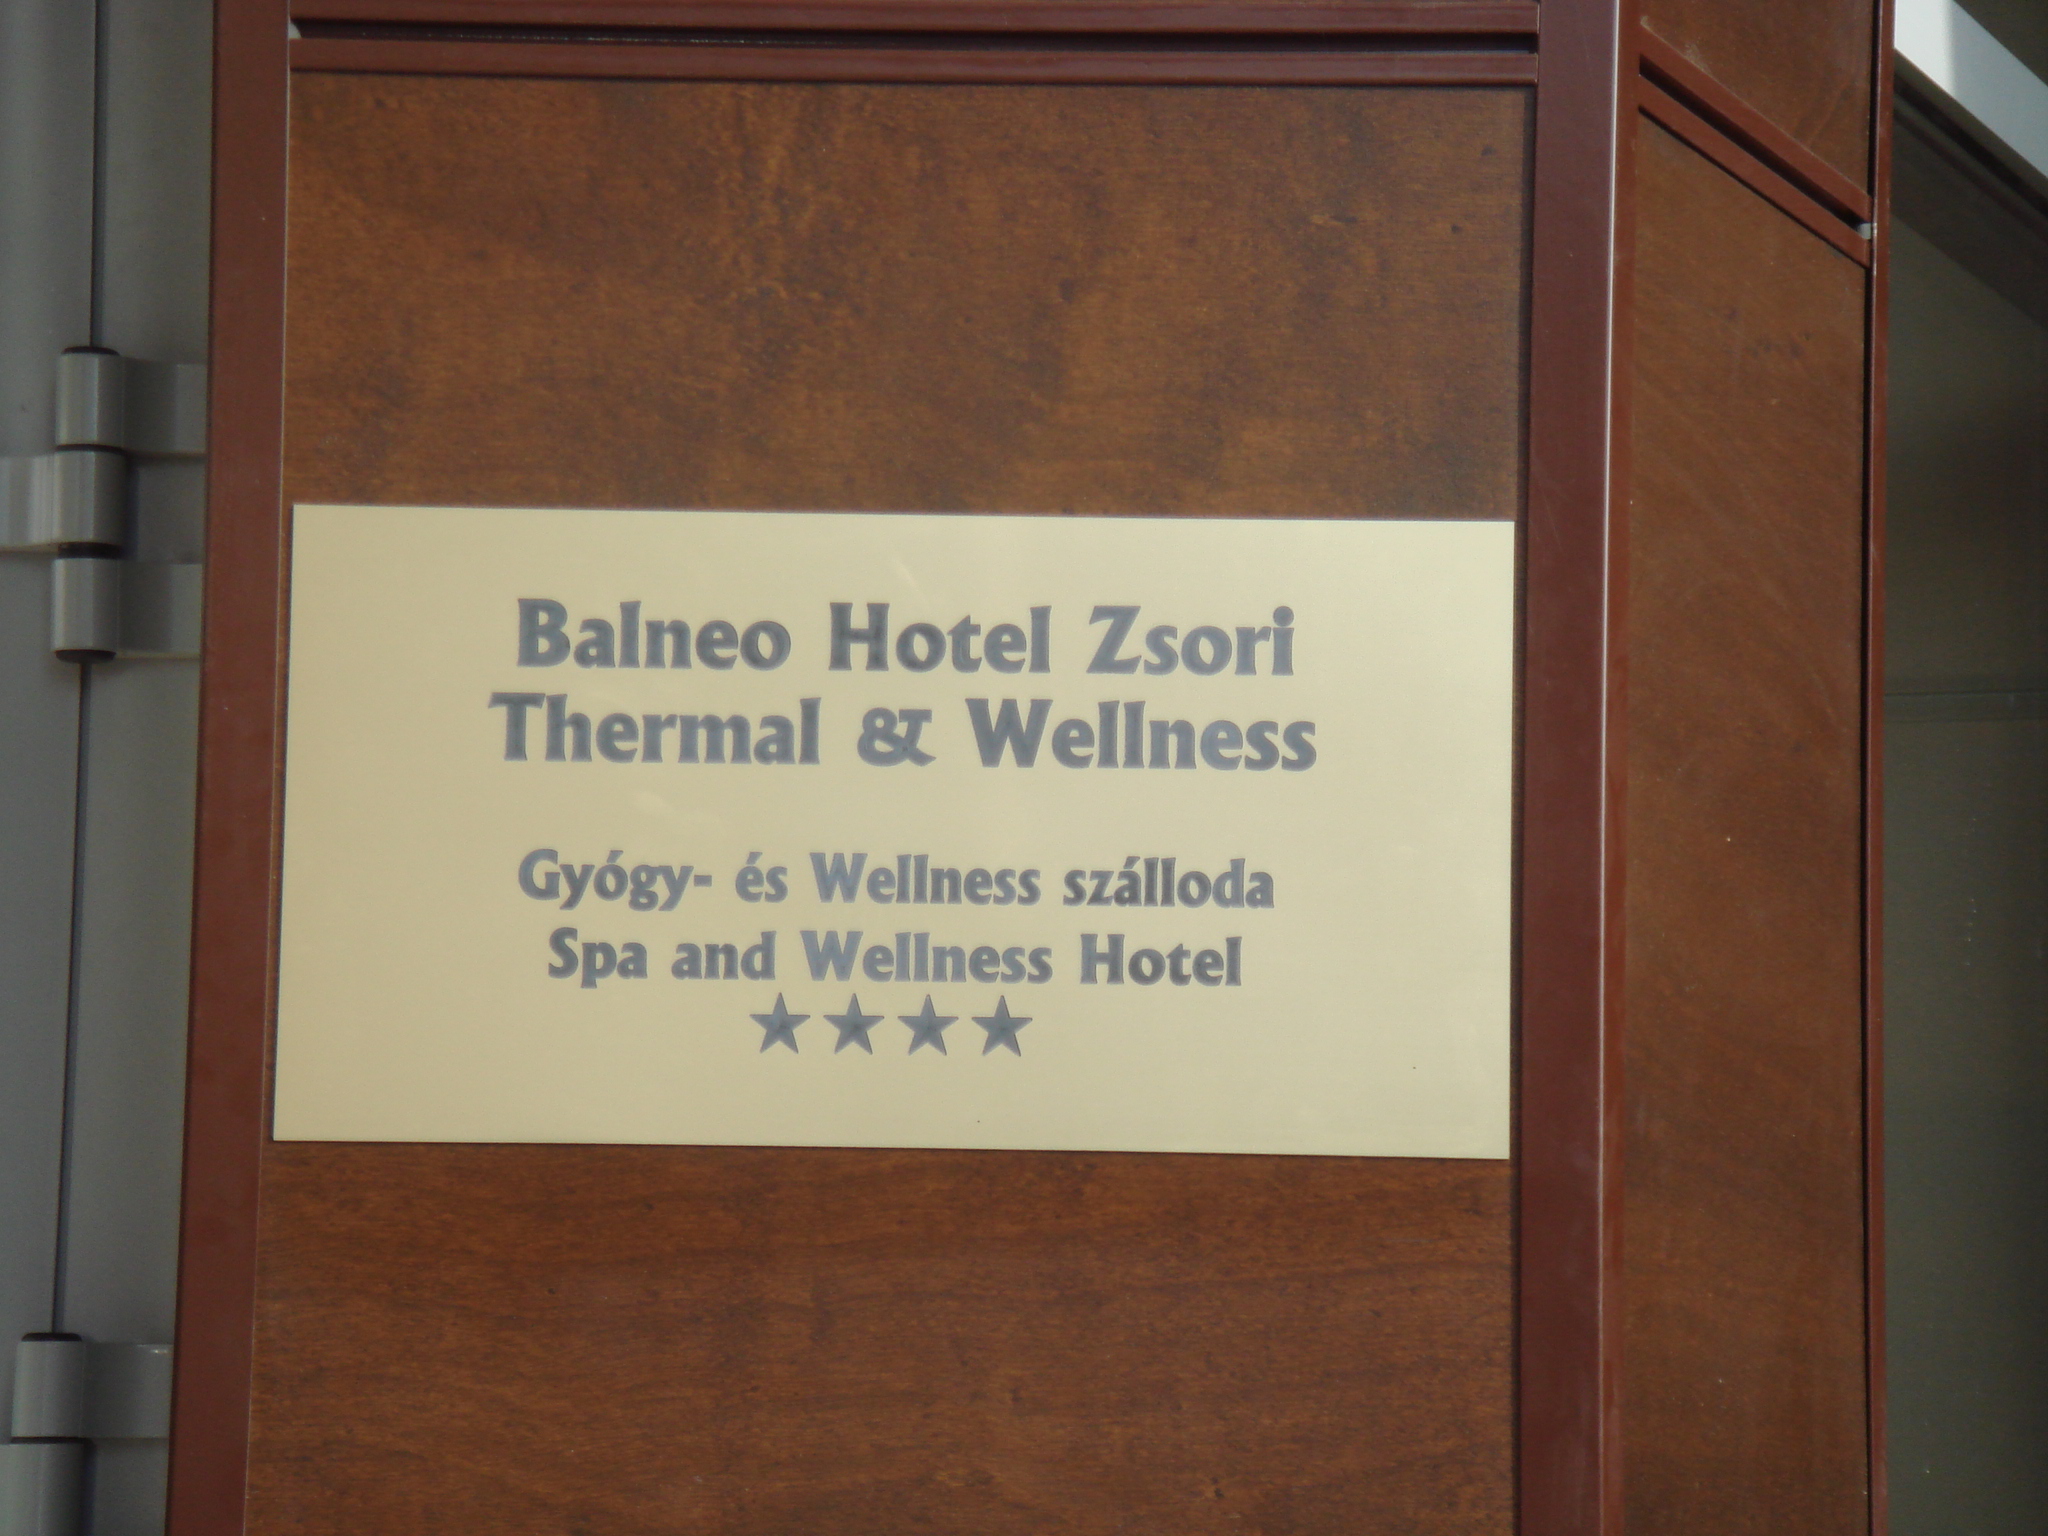 Balneo Hotel Zsori
Thermal & Wellness
Gyógy- és Wellness szálloda
Spa and Wellness Hotel
★★★★